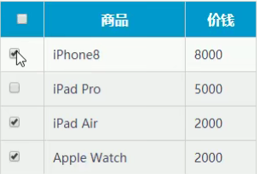 商品 价钱
iPhone8 8000
iPad Pro 5000
iPad Air 2000
Apple Watch 2000